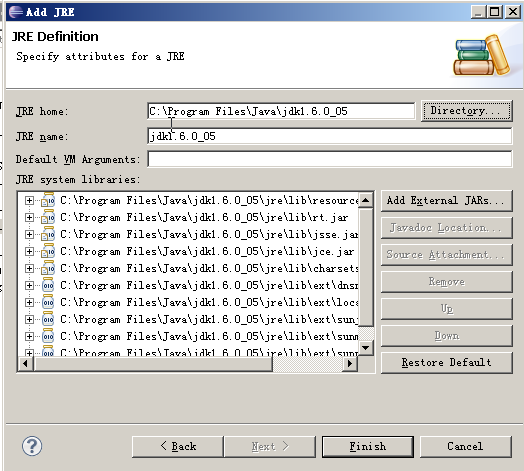 Add JRE
JRE Definition
Specify attributes for a JRE
JRE home:
C:\Program Files\Java\jdk1.6.0_05
Directory...
JRE name:
jdk1.6.0_05
Default VM Arguments:
JRE system libraries:
C:\Program Files\Java\jdk1.6.0_05\jre\lib\resource
C:\Program Files\Java\jdk1.6.0_05\jre\lib\rt.jar
C:\Program Files\Java\jdk1.6.0_05\jre\lib\jsse.jar
C:\Program Files\Java\jdk1.6.0_05\jre\lib\jce.jar
C:\Program Files\Java\jdk1.6.0_05\jre\lib\charsets
C:\Program Files\Java\jdk1.6.0_05\jre\lib\ext\dnsn
C:\Program Files\Java\jdk1.6.0_05\jre\lib\ext\loca
C:\Program Files\Java\jdk1.6.0_05\jre\lib\ext\sunj
C:\Program Files\Java\jdk1.6.0_05\jre\lib\ext\sunm
C:\Program Files\Java\jdk1.6.0_05\jre\lib\ext\sunp
Add External JARs...
Javadoc Location...
Source Attachment...
Remove
Up
Down
Restore Default
? < Back Next > Finish Cancel